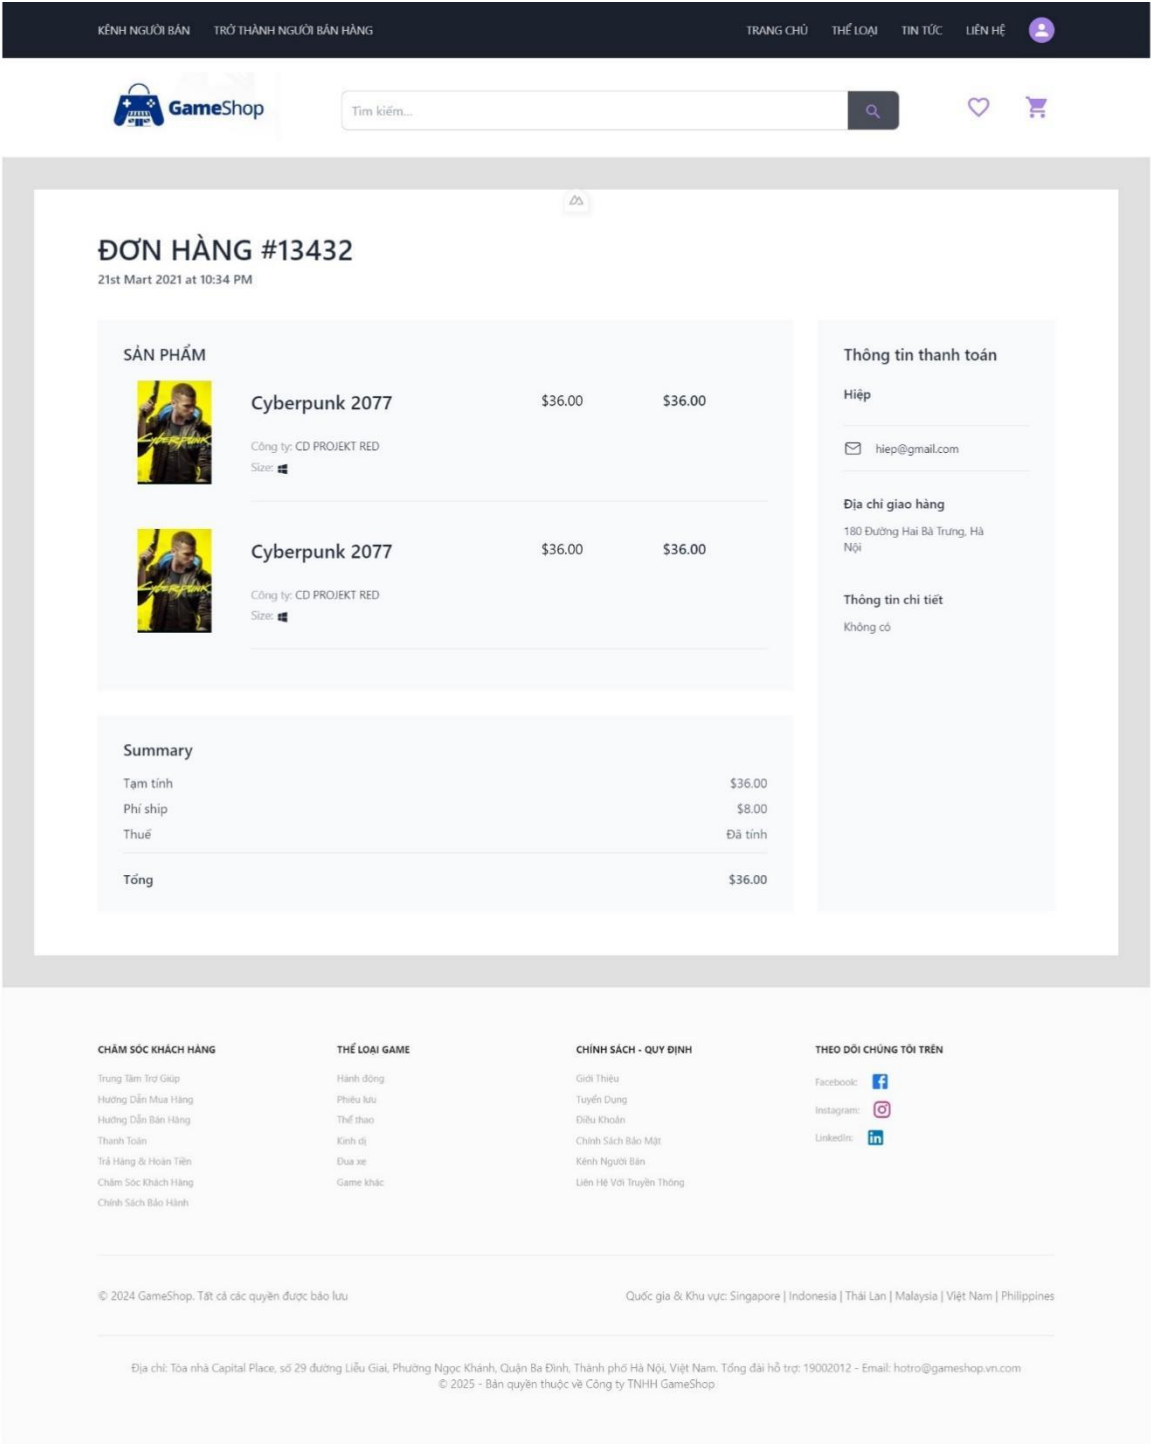 KÊNH NGƯỜI BÁN TRỞ THÀNH NGƯỜI BÁN HÀNG TRANG CHỦ THỂ LOẠI TIN TỨC LIÊN HỆ
GameShop Tìm kiếm...
ĐƠN HÀNG #13432
21st Mart 2021 at 10:34 PM
SẢN PHẨM
Cyberpunk 2077 $36.00 $36.00
Công ty: CD PROJEKT RED
Size:
Cyberpunk 2077 $36.00 $36.00
Công ty: CD PROJEKT RED
Size:
Thông tin thanh toán
Hiệp
hiep@gmail.com
Địa chỉ giao hàng
180 Đường Hai Bà Trưng, Hà
Nội
Thông tin chi tiết
Không có
Summary
Tạm tính $36.00
Phí ship $8.00
Thuế Đã tính
Tổng $36.00
CHĂM SÓC KHÁCH HÀNG
Trung Tâm Trợ Giúp
Hướng Dẫn Mua Hàng
Hướng Dẫn Bán Hàng
Thanh Toán
Trả Hàng & Hoàn Tiền
Chăm Sóc Khách Hàng
Chính Sách Bảo Hành
THỂ LOẠI GAME
Hành động
Phiêu lưu
Thể thao
Kinh dị
Đua xe
Game khác
CHÍNH SÁCH - QUY ĐỊNH
Giới Thiệu
Tuyển Dụng
Điều Khoản
Chính Sách Bảo Mật
Kênh Người Bán
Liên Hệ Với Truyền Thông
THEO DÕI CHÚNG TÔI TRÊN
Facebook:
Instagram:
Linkedin:
© 2024 GameShop. Tất cả các quyền được bảo lưu
Quốc gia & Khu vực: Singapore | Indonesia | Thái Lan | Malaysia | Việt Nam | Philippines
Địa chỉ: Tòa nhà Capital Place, số 29 đường Liễu Giai, Phường Ngọc Khánh, Quận Ba Đình, Thành phố Hà Nội, Việt Nam. Tổng đài hỗ trợ: 19002012 - Email: hotro@gameshop.vn.com
© 2025 - Bản quyền thuộc về Công ty TNHH GameShop